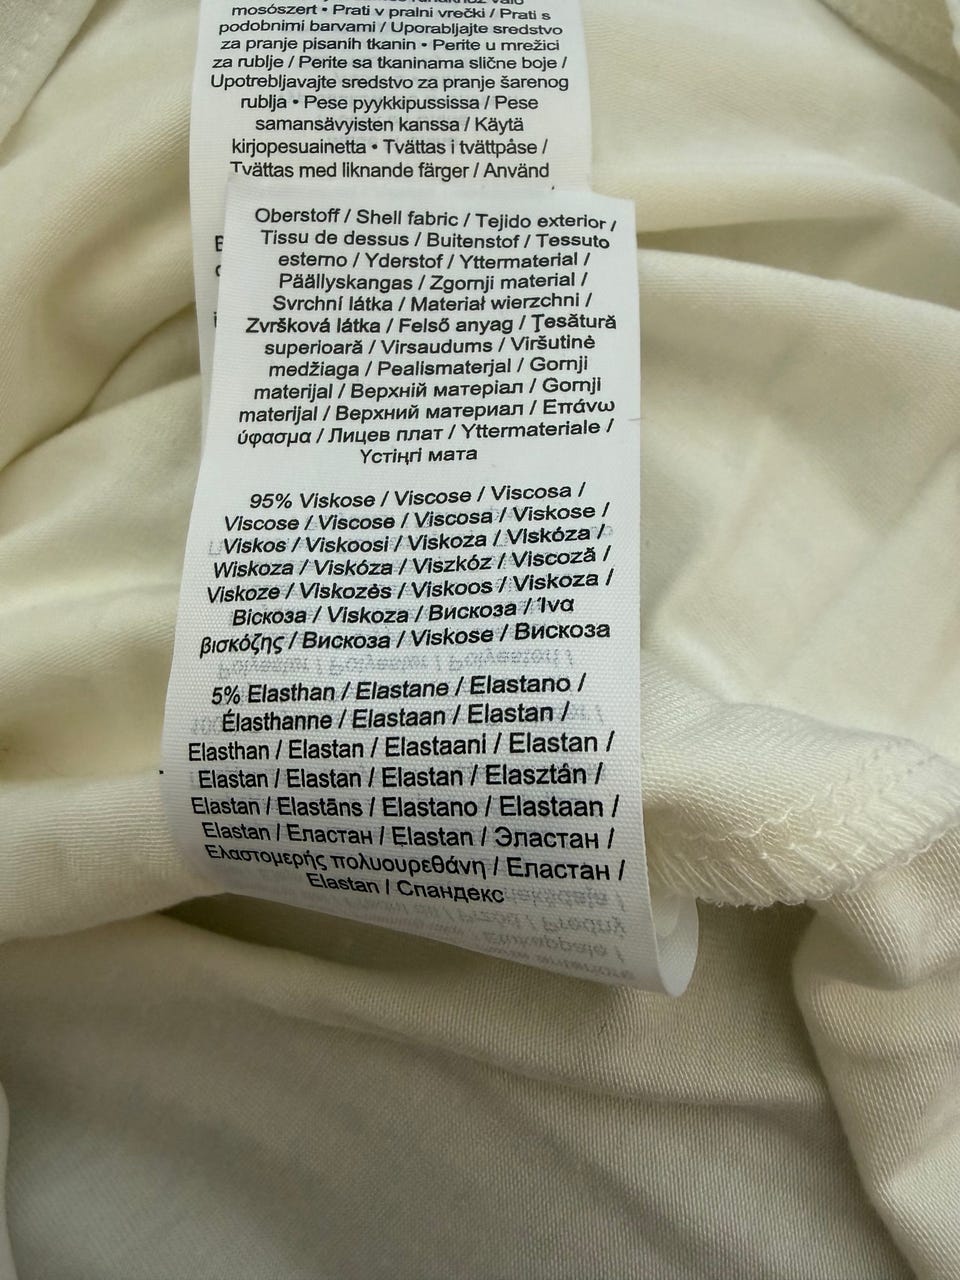 mosószert • Prati v pralni vrečki / Prati s
podobnimi barvami / Uporabljajte sredstvo
za pranje pisanih tkanin • Perite u mrežici
za rublje / Perite sa tkaninama slične boje /
Upotrebljavajte sredstvo za pranje šarenog
rublja • Pese pyykkipussissa / Pese
samansävyisten kanssa / Käytä
kirjopesuainetta • Tvättas i tvättpåse /
Tvättas med liknande färger / Använd
Oberstoff / Shell fabric / Tejido exterior /
Tissu de dessus / Buitenstof / Tessuto
esterno / Yderstof / Yttermaterial /
Päällyskangas / Zgornji material /
Svrchní látka / Materiał wierzchni /
Zvršková látka / Felső anyag / Ţesătură
superioară / Virsaudums / Viršutinė
medžiaga / Pealismaterjal / Gornji
materijal / Верхній матеріал / Gornji
materijal / Верхний материал / Επάνω
ύφασμα / Лицев плат / Yttermateriale /
Үстіңгі мата
95% Viskose / Viscose / Viscosa /
Viscose / Viscose / Viscosa / Viskose /
Viskos / Viskoosi / Viskoza / Viskóza /
Wiskoza / Viskóza / Viszkóz / Viscoză /
Viskoze / Viskozės / Viskoos / Viskoza /
Віскоза / Viskoza / Вискоза / Ίνα
βισκόζης / Вискоза / Viskose / Вискоза
5% Elasthan / Elastane / Elastano /
Élasthanne / Elastaan / Elastan /
Elasthan / Elastan / Elastaani / Elastan /
Elastan / Elastan / Elastan / Elasztán /
Elastan / Elastāns / Elastano / Elastaan /
Elastan / Еластан / Elastan / Эластан /
Ελαστομερής πολυουρεθάνη / Еластан /
Elastan / Спандекс